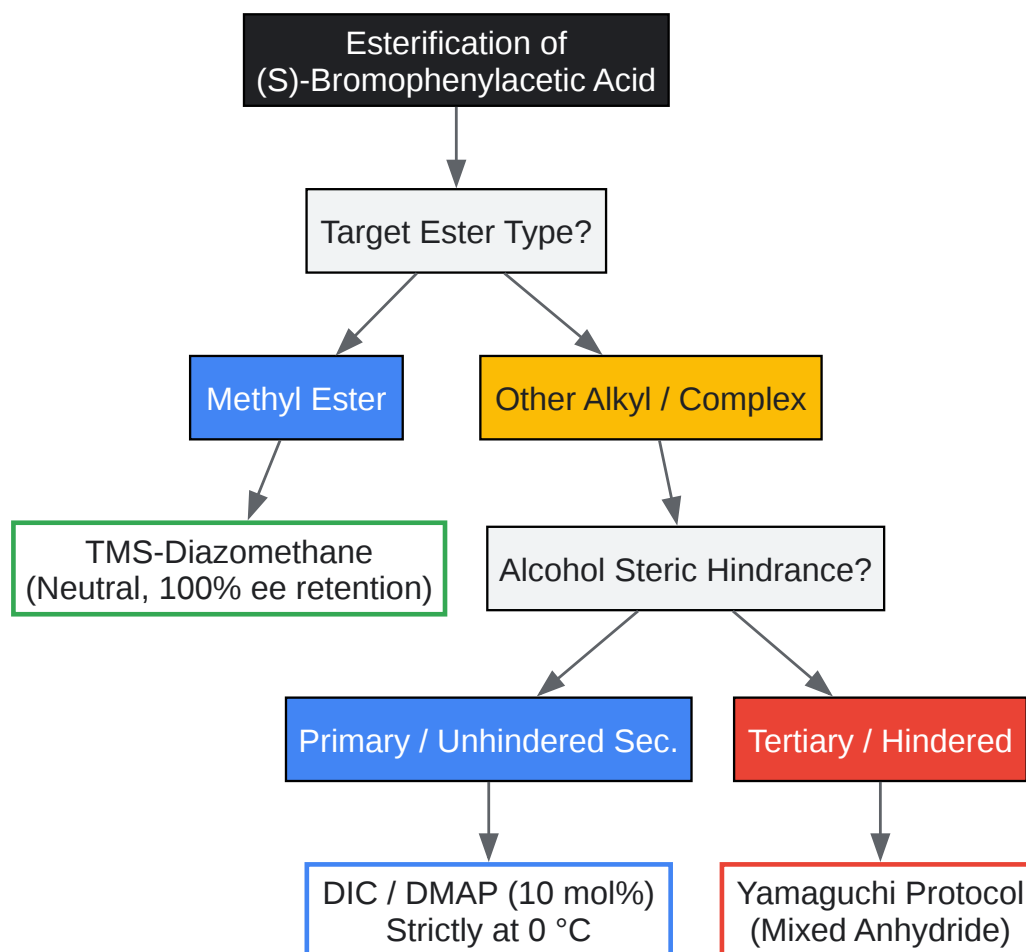 Esterification of
(S)-Bromophenylacetic Acid
Target Ester Type?
Methyl Ester
Other Alkyl / Complex
TMS-Diazomethane
(Neutral, 100% ee retention)
Alcohol Steric Hindrance?
Primary / Unhindered Sec.
Tertiary / Hindered
DIC / DMAP (10 mol%)
Strictly at 0 °C
Yamaguchi Protocol
(Mixed Anhydride)